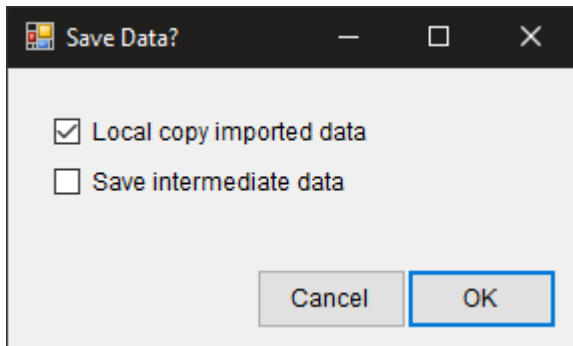 Save Data?
Local copy imported data
Save intermediate data
Cancel OK